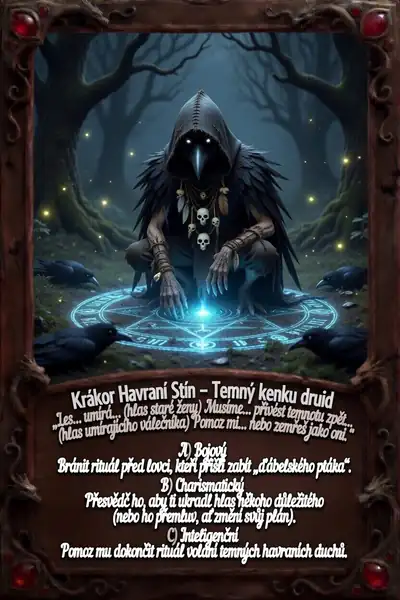 Krákor Havraní Stín – Temný kenku druid
„Les... umírá... (hlas staré ženy) Musíme... přivést temnotu zpět...
(hlas umírajícího válečníka) Pomoz mi... nebo zemřeš jako oni.“
A) Bojový
Bránit rituál před lovci, kteří přišli zabít „ďábelského ptáka“.
B) Charismatický
Přesvědč ho, aby ti ukradl hlas někoho důležitého
(nebo ho přemluv, ať změní svůj plán).
C) Inteligenční
Pomoz mu dokončit rituál volání temných havraních duchů.